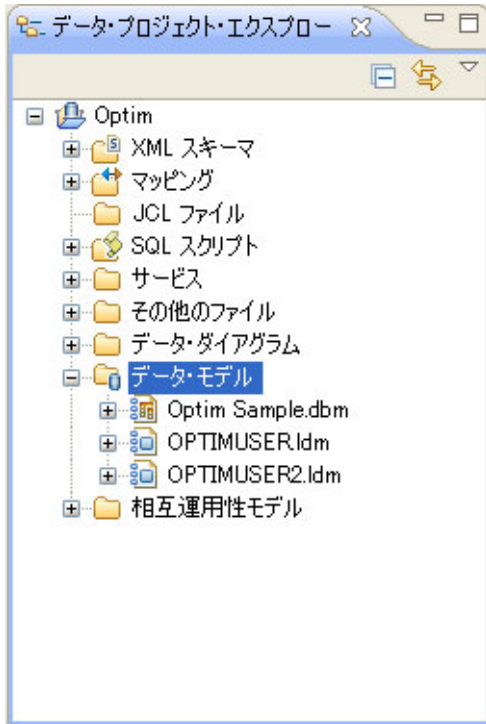 データ・プロジェクト・エクスプロー
Optim
XML スキーマ
マッピング
JCL ファイル
SQL スクリプト
サービス
その他のファイル
データ・ダイアグラム
データ・モデル
Optim Sample.dbm
OPTIMUSER.ldm
OPTIMUSER2.ldm
相互運用性モデル